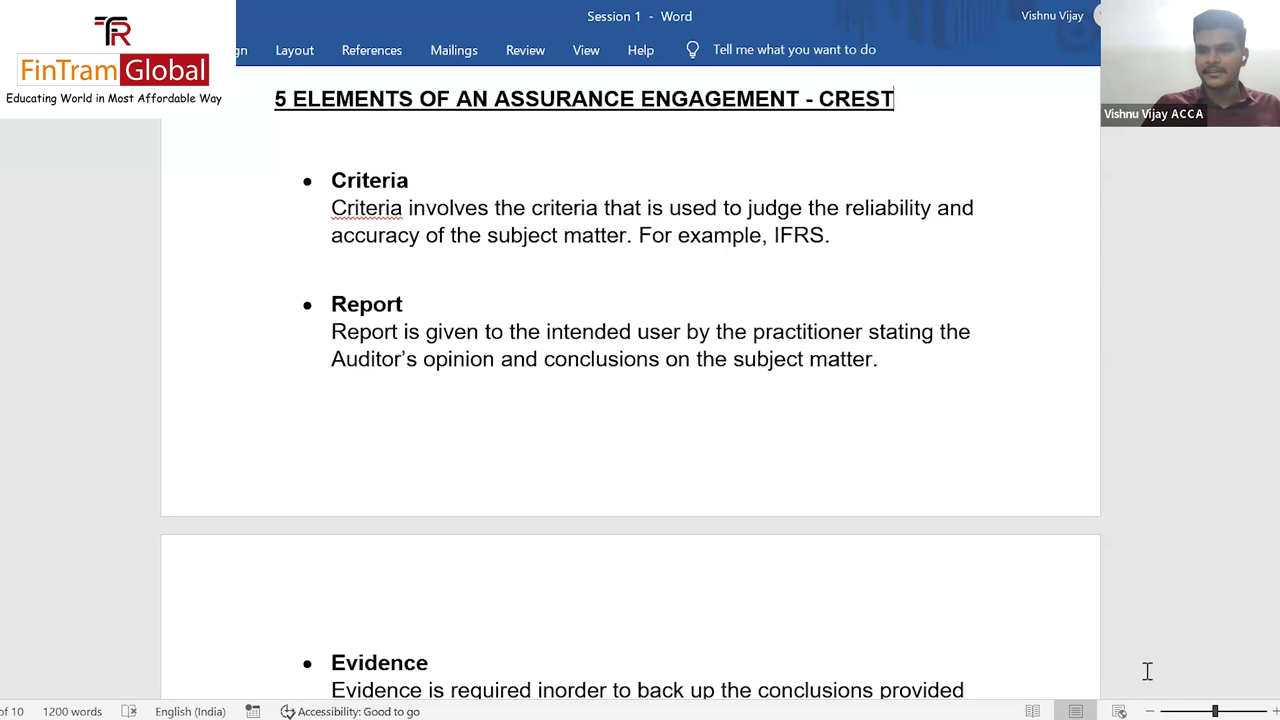 Session 1 - Word
Vishnu Vijay
TR
FinTram Global
Educating World in Most Affordable Way
gn Layout References Mailings Review View Help Tell me what you want to do
Vishnu Vijay ACCA
5 ELEMENTS OF AN ASSURANCE ENGAGEMENT - CREST
• Criteria
Criteria involves the criteria that is used to judge the reliability and
accuracy of the subject matter. For example, IFRS.
• Report
Report is given to the intended user by the practitioner stating the
Auditor’s opinion and conclusions on the subject matter.
• Evidence
Evidence is required inorder to back up the conclusions provided
of 10 1200 words English (India) Accessibility: Good to go